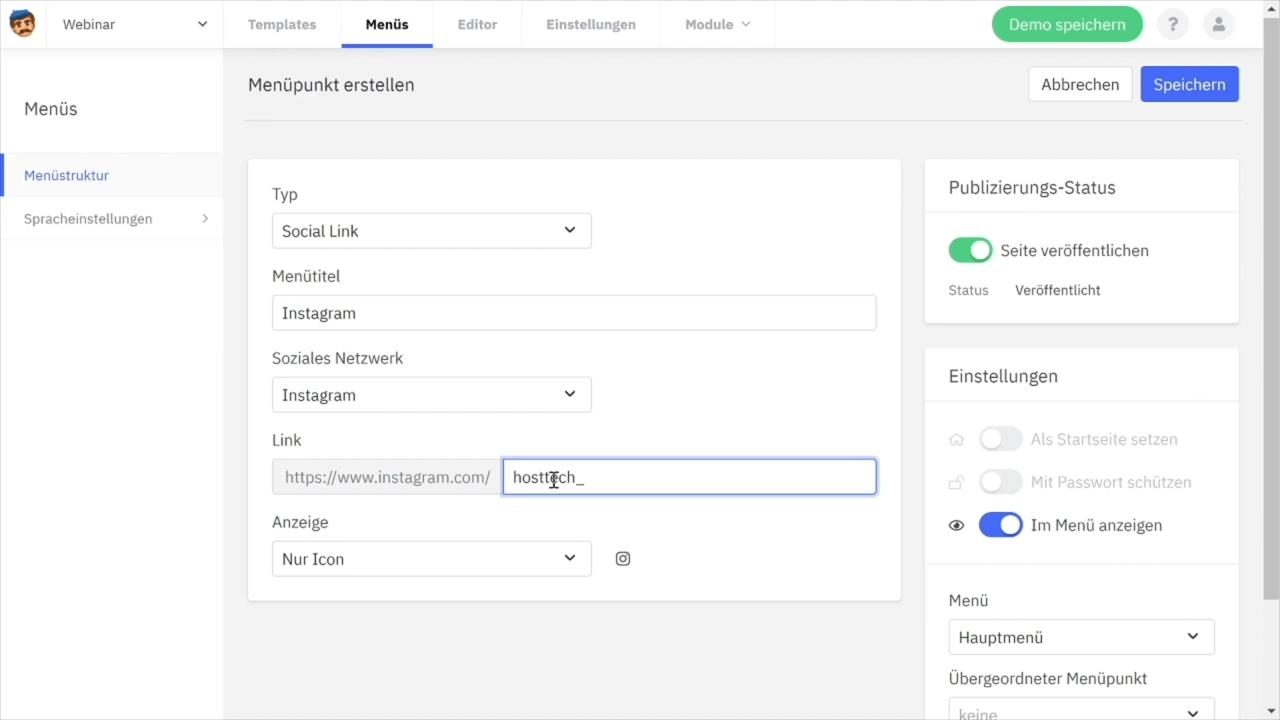 Webinar
Templates
Menüs
Editor
Einstellungen
Module
Demo speichern
?
Menüpunkt erstellen
Abbrechen
Speichern
Menüs
Menüstruktur
Spracheinstellungen
Typ
Social Link
Menütitel
Instagram
Soziales Netzwerk
Instagram
Link
https://www.instagram.com/
hosttech_
Anzeige
Nur Icon
Publizierungs-Status
Seite veröffentlichen
Status Veröffentlicht
Einstellungen
Als Startseite setzen
Mit Passwort schützen
Im Menü anzeigen
Menü
Hauptmenü
Übergeordneter Menüpunkt
keine